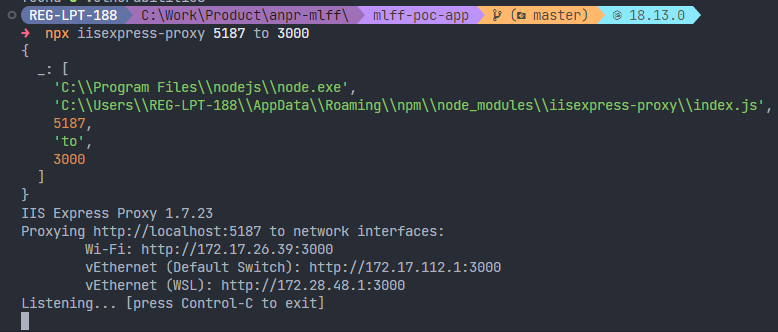 REG-LPT-188 C:\Work\Product\anpr-mlff\ mlff-poc-app ( master) 18.13.0
➜ npx iisexpress-proxy 5187 to 3000
{
  _: [
    'C:\\Program Files\\nodejs\\node.exe',
    'C:\\Users\\REG-LPT-188\\AppData\\Roaming\\npm\\node_modules\\iisexpress-proxy\\index.js',
    5187,
    'to',
    3000
  ]
}
IIS Express Proxy 1.7.23
Proxying http://localhost:5187 to network interfaces:
        Wi-Fi: http://172.17.26.39:3000
        vEthernet (Default Switch): http://172.17.112.1:3000
        vEthernet (WSL): http://172.28.48.1:3000
Listening... [press Control-C to exit]